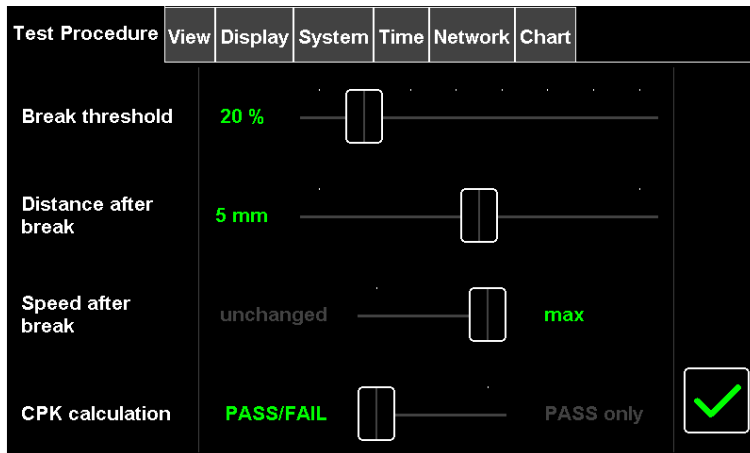 Test Procedure View Display System Time Network Chart
Break threshold 20 %
Distance after
break
5 mm
Speed after
break
unchanged max
CPK calculation PASS/FAIL PASS only